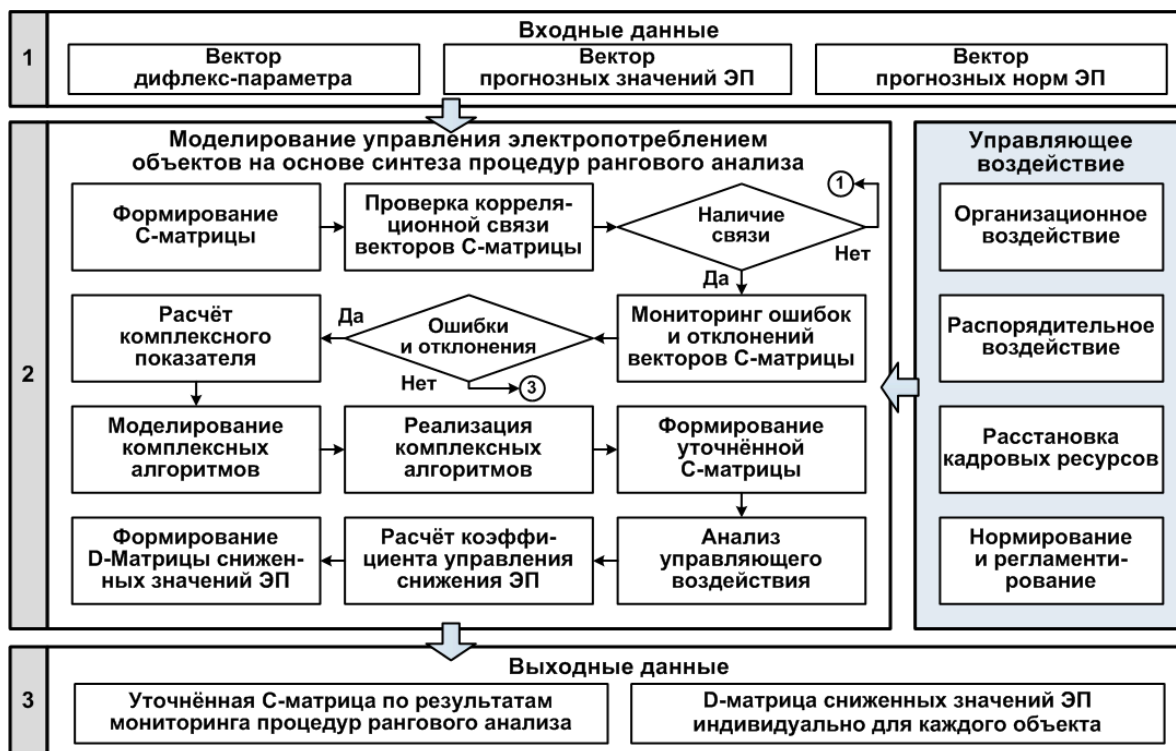 1
Входные данные
Вектор
дифлекс-параметра
Вектор
прогнозных значений ЭП
Вектор
прогнозных норм ЭП
2
Моделирование управления электропотреблением
объектов на основе синтеза процедур рангового анализа
Формирование
С-матрицы
Проверка корреля-
ционной связи
векторов С-матрицы
Наличие
связи
1
Нет
Да
Мониторинг ошибок
и отклонений
векторов С-матрицы
Ошибки
и отклонения
Да
Нет
3
Расчёт
комплексного
показателя
Моделирование
комплексных
алгоритмов
Реализация
комплексных
алгоритмов
Формирование
уточнённой
С-матрицы
Анализ
управляющего
воздействия
Расчёт коэффи-
циента управления
снижения ЭП
Формирование
D-Матрицы снижен-
ных значений ЭП
Управляющее
воздействие
Организационное
воздействие
Распорядительное
воздействие
Расстановка
кадровых ресурсов
Нормирование
и регламенти-
рование
3
Выходные данные
Уточнённая С-матрица по результатам
мониторинга процедур рангового анализа
D-матрица сниженных значений ЭП
индивидуально для каждого объекта